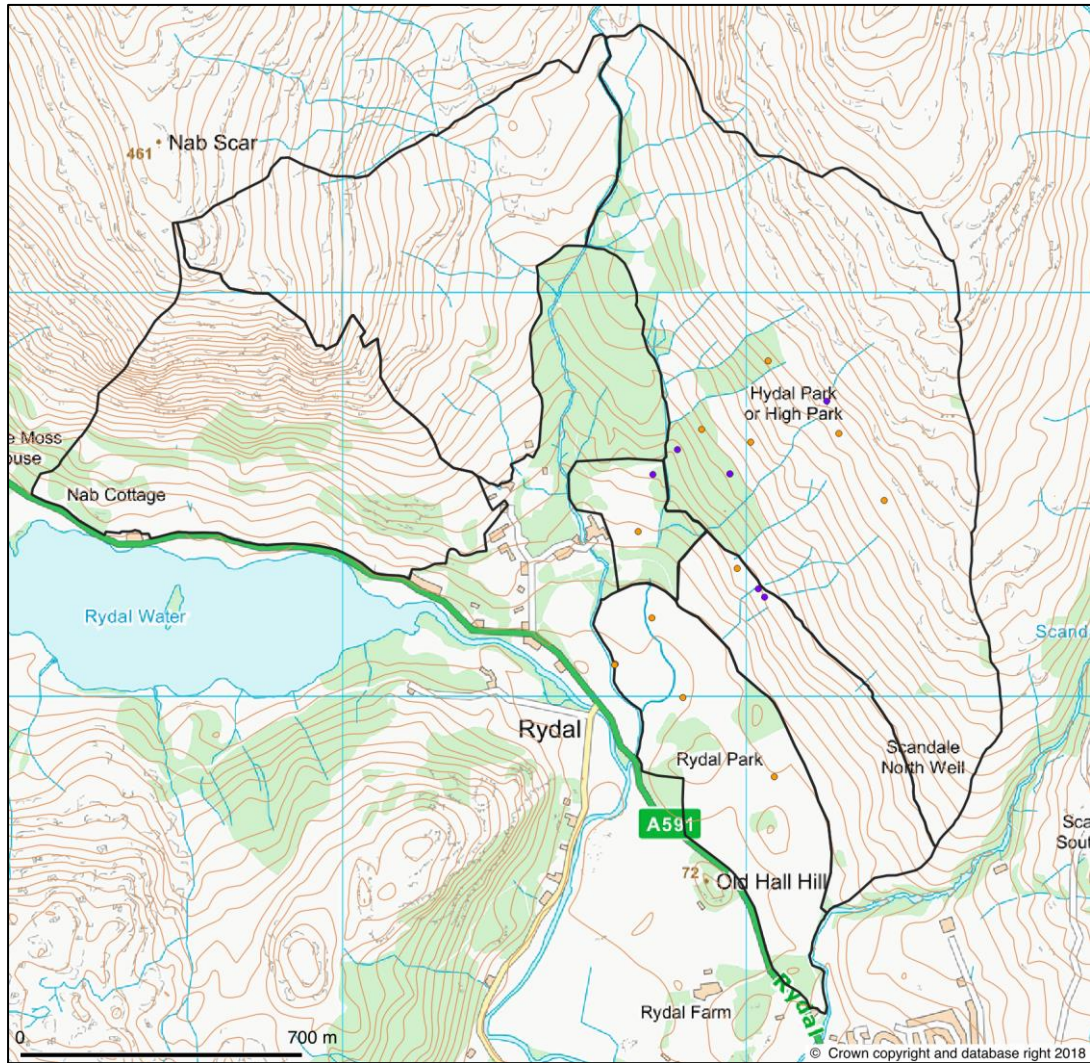 Nab Scar
461
Hydal Park
or High Park
e Moss
ouse
Nab Cottage
Rydal Water
Scand
Rydal
Rydal Park
Scandale
North Well
A591
Sca
Sout
72
Old Hall Hill
Rydal
Rydal Farm
0
700 m
© Crown copyright and database right 2018